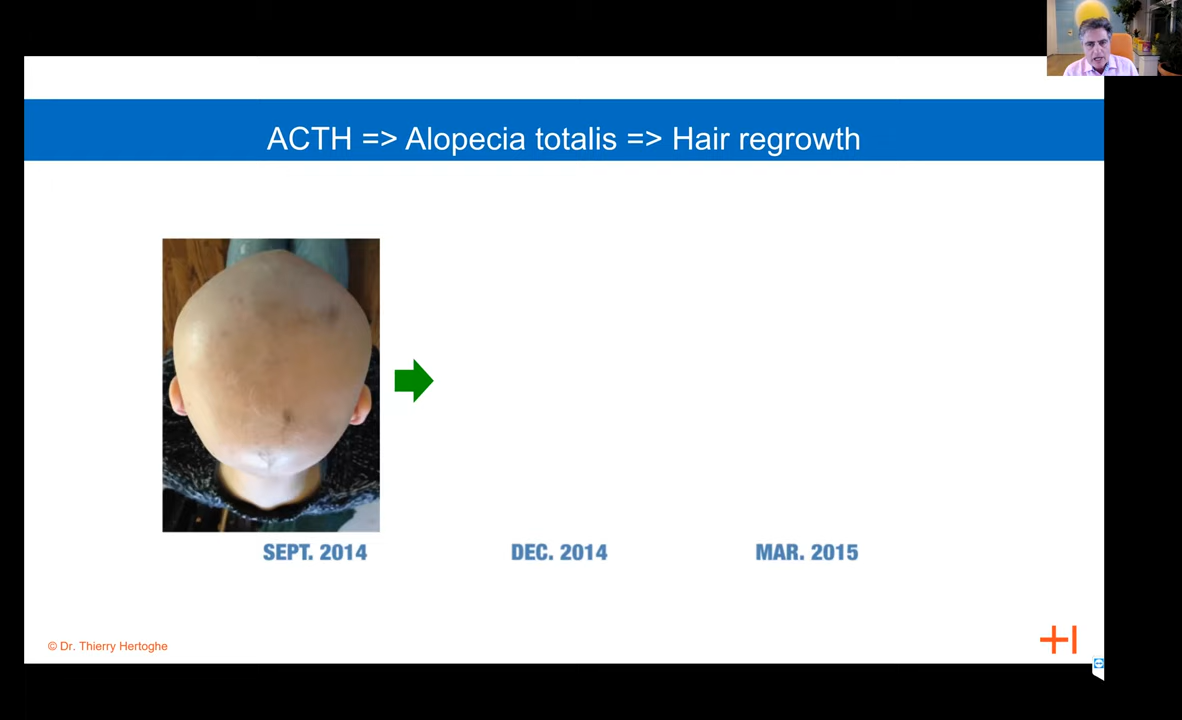 ACTH => Alopecia totalis => Hair regrowth
SEPT. 2014
DEC. 2014
MAR. 2015
© Dr. Thierry Hertoghe